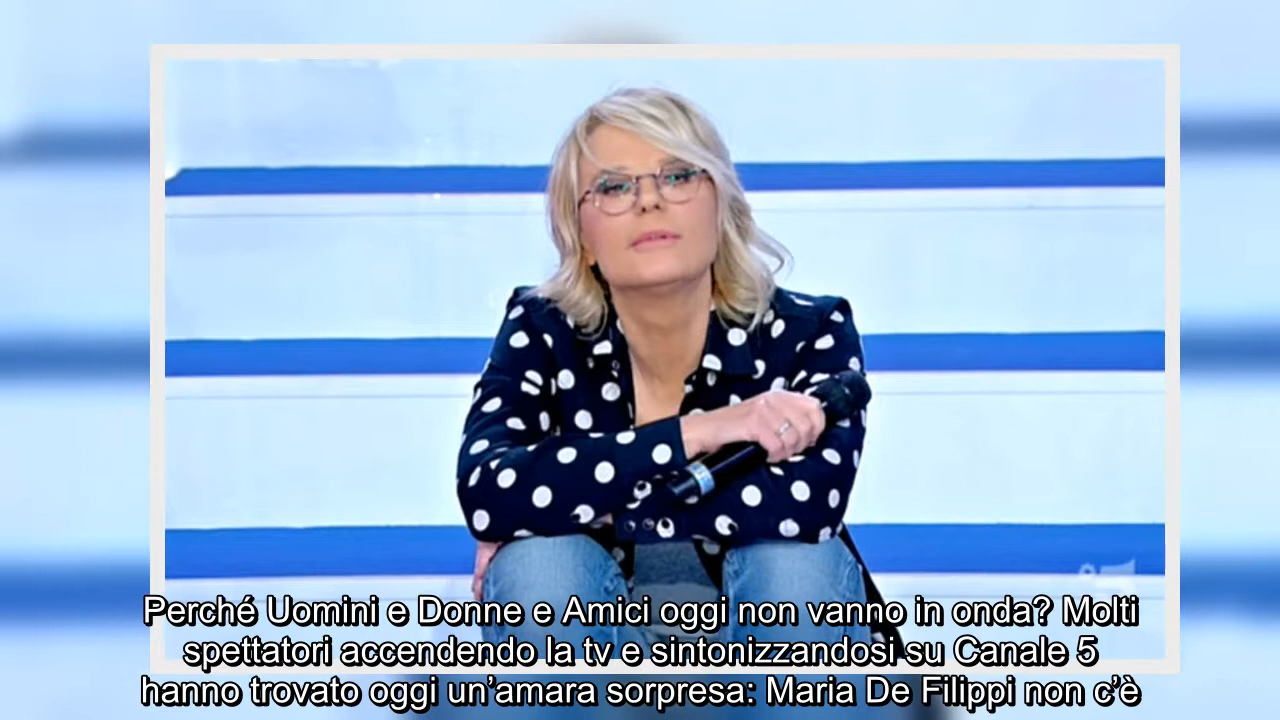 Perché Uomini e Donne e Amici oggi non vanno in onda? Molti
spettatori accendendo la tv e sintonizzandosi su Canale 5
hanno trovato oggi un’amara sorpresa: Maria De Filippi non c’è